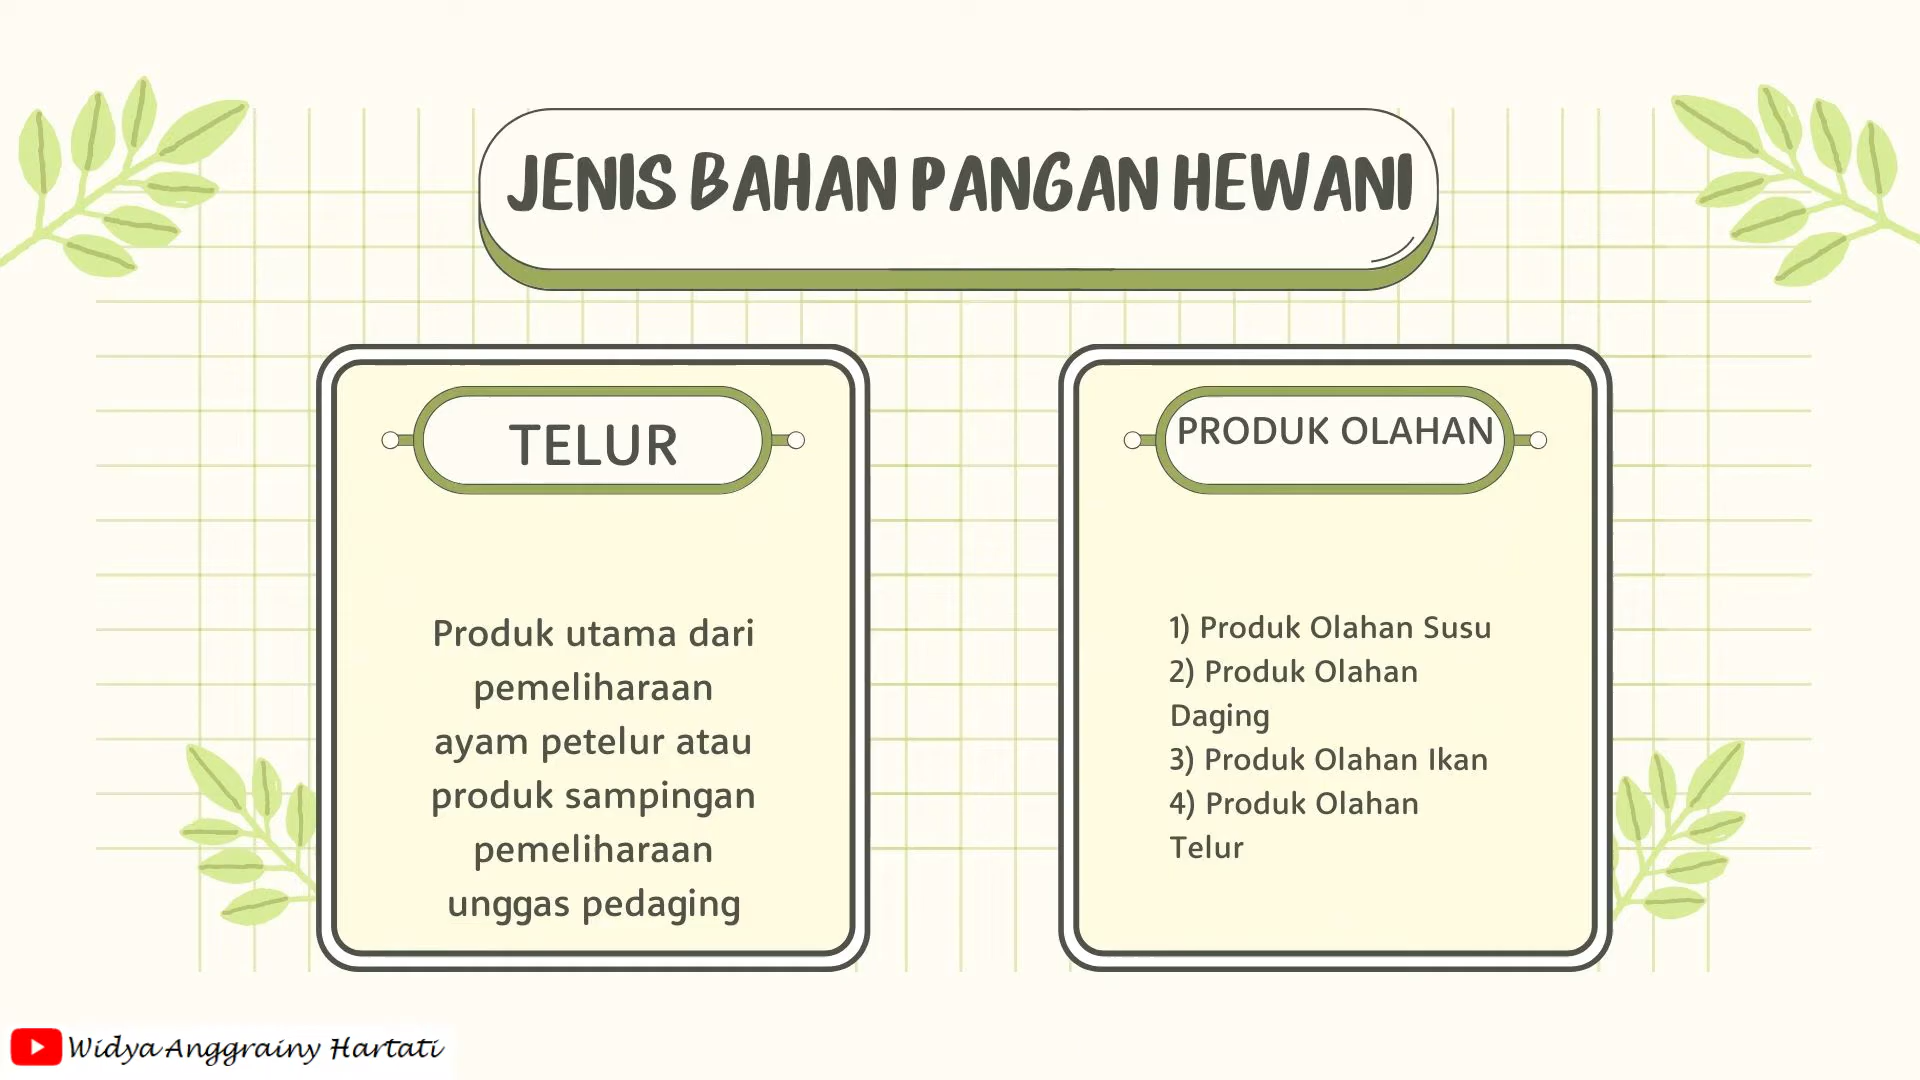 JENIS BAHAN PANGAN HEWANI
TELUR
Produk utama dari
pemeliharaan
ayam petelur atau
produk sampingan
pemeliharaan
unggas pedaging
PRODUK OLAHAN
1) Produk Olahan Susu
2) Produk Olahan
Daging
3) Produk Olahan Ikan
4) Produk Olahan
Telur
Widya Anggrainy Hartati